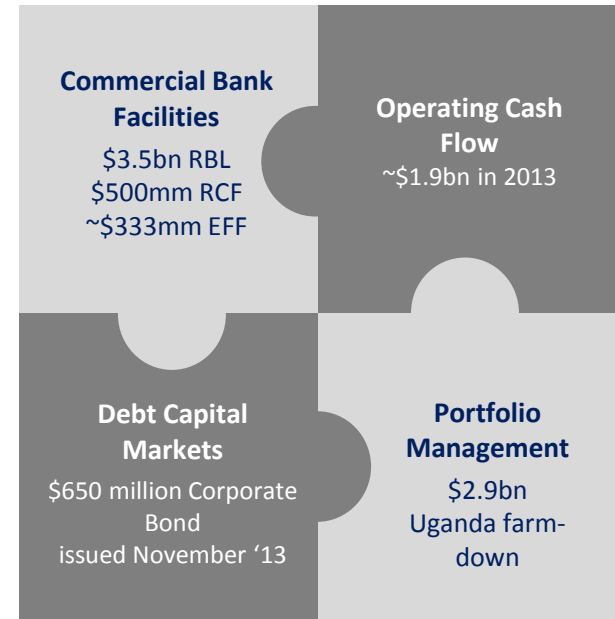 Commercial Bank
Facilities
$3.5bn RBL
$500mm RCF
~$333mm EFF
Operating Cash
Flow
~$1.9bn in 2013
Debt Capital
Markets
$650 million Corporate
Bond
issued November ‘13
Portfolio
Management
$2.9bn
Uganda farm-
down